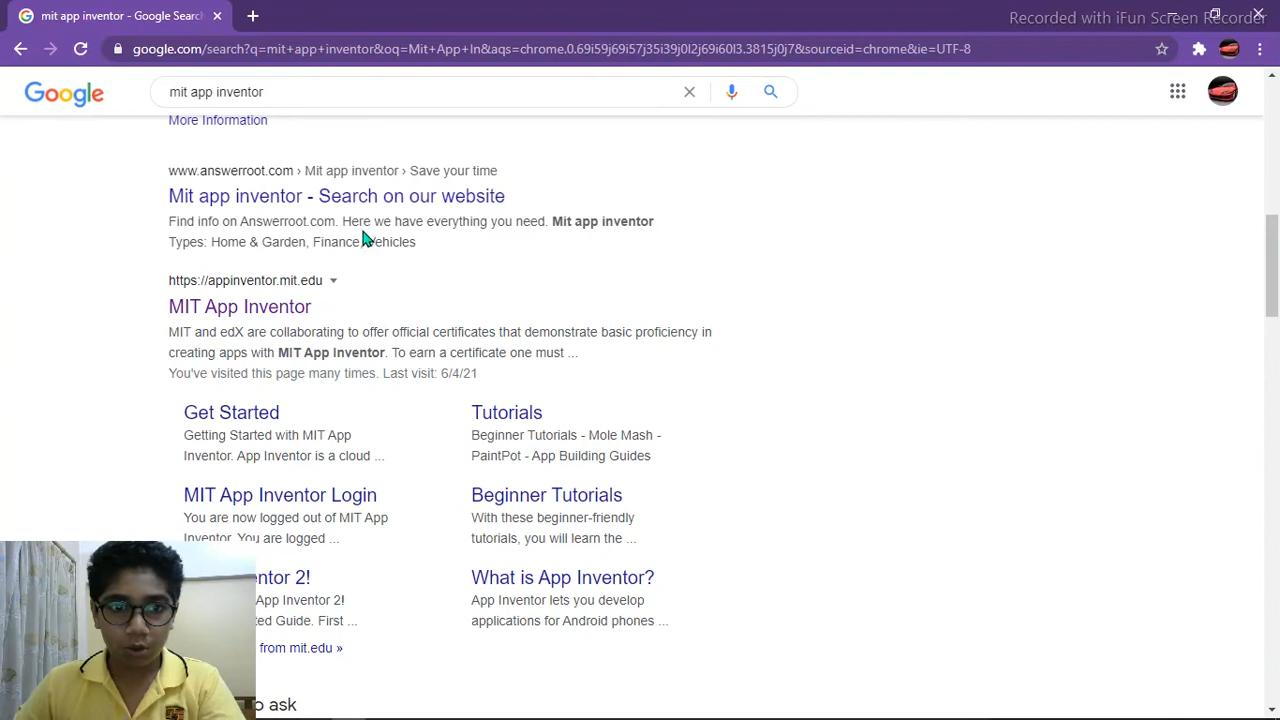 mit app inventor - Google Searc
Recorded with iFun Screen Recorder
google.com/search?q=mit+app+inventor&oq=Mit+App+In&aqs=chrome.0.69i59j69i57j35i39j0l2j69i60l3.3815j0j7&sourceid=chrome&ie=UTF-8
Google
mit app inventor
More Information
www.answerroot.com › Mit app inventor › Save your time
Mit app inventor - Search on our website
Find info on Answerroot.com. Here we have everything you need. Mit app inventor
Types: Home & Garden, Finance, Vehicles
https://appinventor.mit.edu
MIT App Inventor
MIT and edX are collaborating to offer official certificates that demonstrate basic proficiency in
creating apps with MIT App Inventor. To earn a certificate one must ...
You've visited this page many times. Last visit: 6/4/21
Get Started
Getting Started with MIT App
Inventor. App Inventor is a cloud ...
Tutorials
Beginner Tutorials - Mole Mash -
PaintPot - App Building Guides
MIT App Inventor Login
You are now logged out of MIT App
Inventor. You are logged ...
Beginner Tutorials
With these beginner-friendly
tutorials, you will learn the ...
entor 2!
App Inventor 2!
ted Guide. First ...
What is App Inventor?
App Inventor lets you develop
applications for Android phones ...
from mit.edu »
o ask